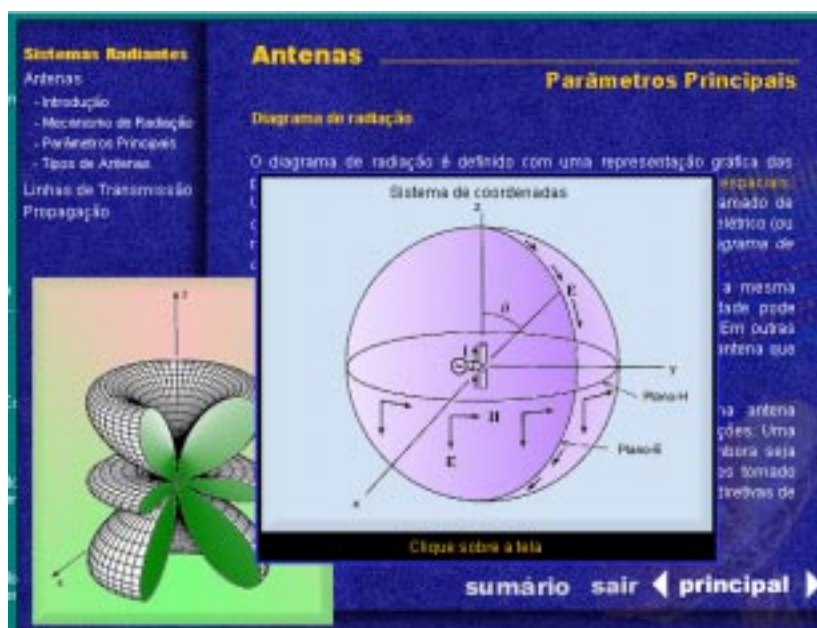 Sistemas Radiantes
Antenas
- Introdução
- Mecanismo de Radiação
- Parâmetros Principais
- Tipos de Antenas
Linhas de Transmissão
Propagação
Antenas
Parâmetros Principais
Diagrama de radiação
O diagrama de radiação é definido com uma representação gráfica das
espaciais.
U amado de
elétrico (ou
grama de
a mesma
dade pode
Em outras
antena que
na antena
ções. Uma
mbora seja
es tomado
diretivas de
Sistema de coordenadas
z
E
θ
y
Plano-H
H
E
Plano-E
x
Clique sobre a tela
z
x
sumário sair principal